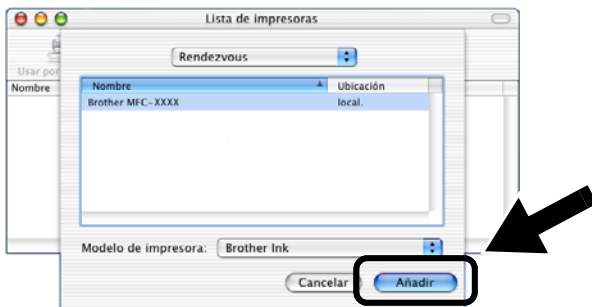 Lista de impresoras
Rendezvous
Usar por
Nombre
Nombre Ubicación
Brother MFC-XXXX local.
Modelo de impresora: Brother Ink
Cancelar Añadir